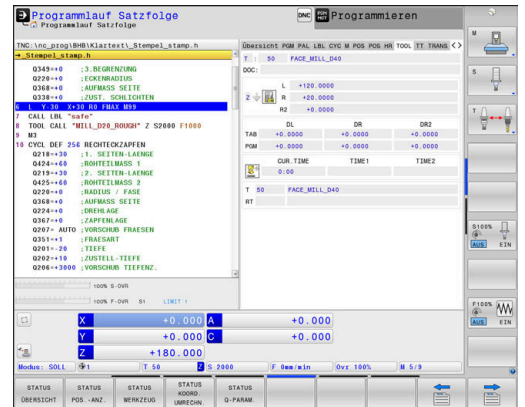 Programmlauf Satzfolge
Programmlauf Satzfolge
DNC
Programmieren
TNC:\nc_prog\BHB\Klartext\_Stempel_stamp.h
→_Stempel_stamp.h
Q349=+0 ;3.BEGRENZUNG
Q220=+0 ;ECKENRADIUS
Q368=+0 ;AUFMASS SEITE
Q338=+0 ;ZUST. SCHLICHTEN
6 L Y-30 X+30 R0 FMAX M99
7 CALL LBL "safe"
8 TOOL CALL "MILL_D20_ROUGH" Z S2000 F1000
9 M3
10 CYCL DEF 256 RECHTECKZAPFEN
Q218=+30 ;1. SEITEN-LAENGE
Q424=+60 ;ROHTEILMASS 1
Q219=+30 ;2. SEITEN-LAENGE
Q425=+60 ;ROHTEILMASS 2
Q220=+0 ;RADIUS / FASE
Q368=+0 ;AUFMASS SEITE
Q224=+0 ;DREHLAGE
Q367=+0 ;ZAPFENLAGE
Q207= AUTO ;VORSCHUB FRAESEN
Q351=+1 ;FRAESART
Q201=-20 ;TIEFE
Q202=+10 ;ZUSTELL-TIEFE
Q206=+3000 ;VORSCHUB TIEFENZ.
Übersicht PGM PAL LBL CYC M POS POS HR TOOL TT TRANS
T : 50 FACE_MILL_D40
DOC:
Z
L +120.0000
R +20.0000
R2 +0.0000
DL DR DR2
TAB +0.0000 +0.0000 +0.0000
PGM +0.0000 +0.0000 +0.0000
CUR.TIME TIME1 TIME2
0:00
T 50 FACE_MILL_D40
RT
100% S-OVR
100% F-OVR S1 LIMIT 1
X +0.000 A +0.000
Y +0.000 C +0.000
Z +180.000
Modus: SOLL 1 T 50 Z S 2000 F 0mm/min Ovr 100% M 5/9
STATUS ÜBERSICHT
STATUS POS.-ANZ.
STATUS WERKZEUG
STATUS KOORD. UMRECHN.
STATUS Q-PARAM.
M
S
T
S100%
AUS EIN
F100%
AUS EIN